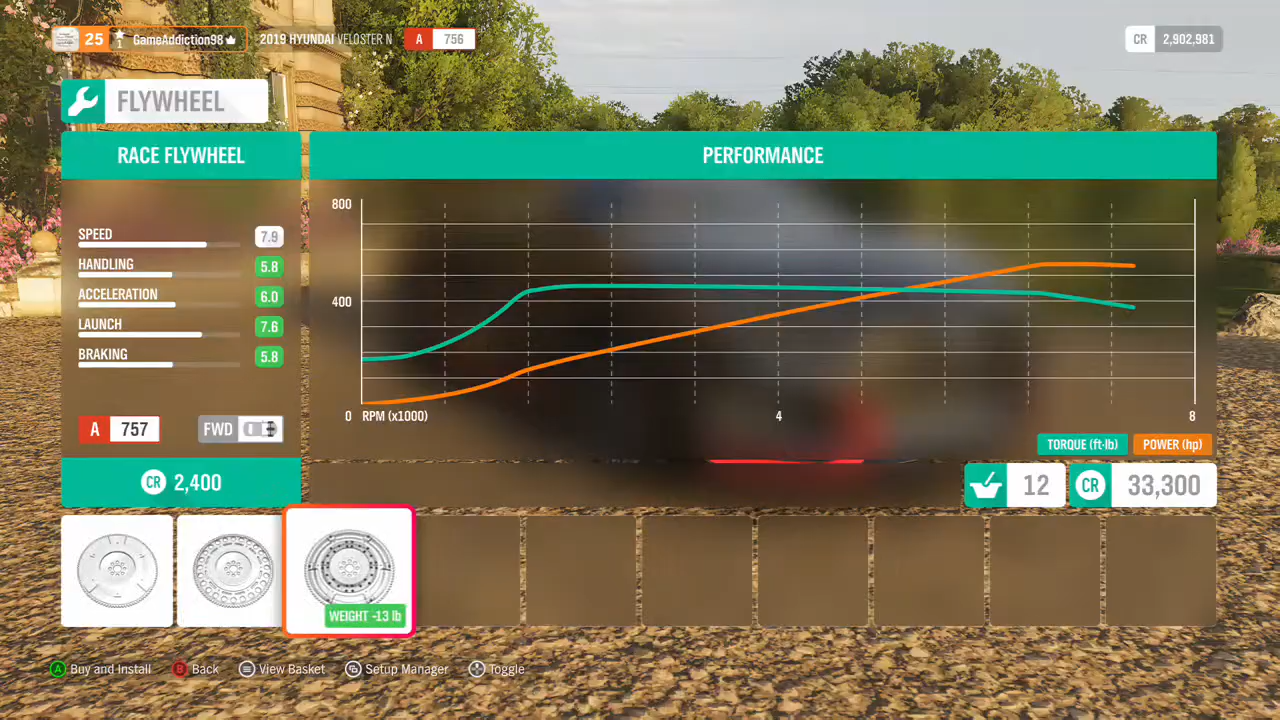 25 1 GameAddiction98 2019 HYUNDAI VELOSTER N A 756 CR 2,902,981
FLYWHEEL
RACE FLYWHEEL
PERFORMANCE
SPEED 7.9
HANDLING 5.8
ACCELERATION 6.0
LAUNCH 7.6
BRAKING 5.8
A 757 FWD
CR 2,400
800
400
0 RPM (x1000) 4 8
TORQUE (ft·lb) POWER (hp)
12 CR 33,300
WEIGHT -13 lb
A Buy and Install B Back View Basket Setup Manager Toggle